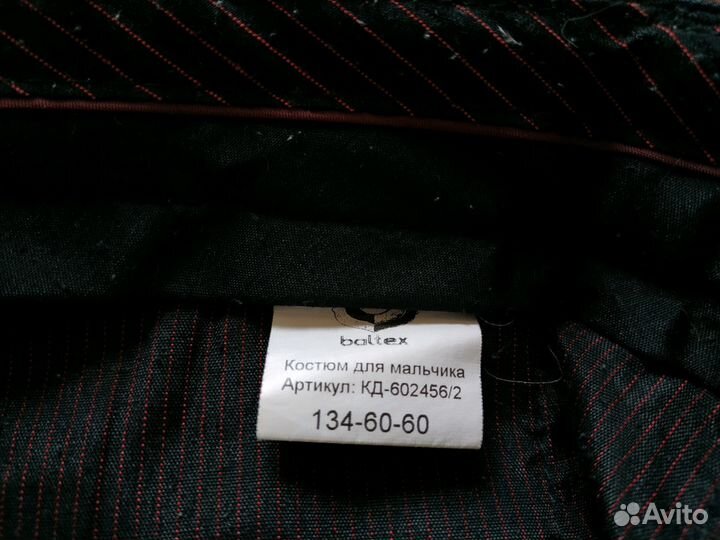 baltex
Костюм для мальчика
Артикул: КД-602456/2
134-60-60
Avito